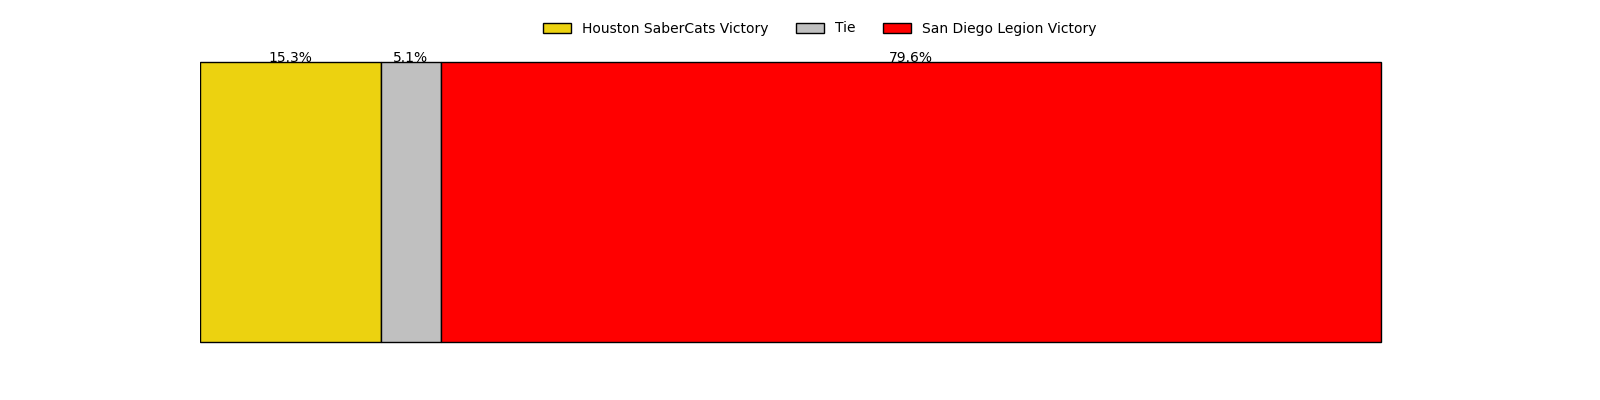 Houston SaberCats Victory Tie San Diego Legion Victory
15.3% 5.1% 79.6%